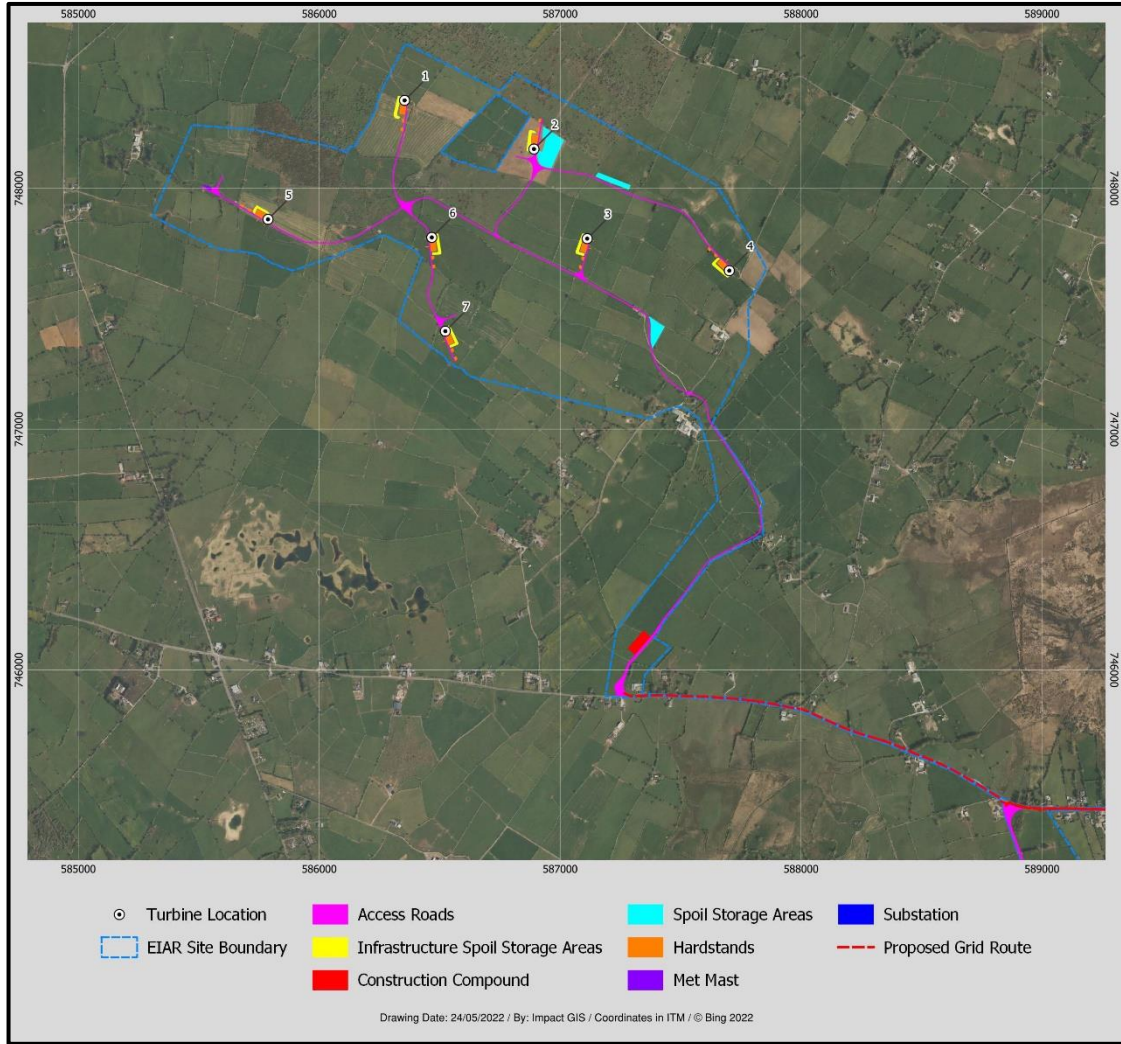 585000 586000 587000 588000 589000
1
2
748000 748000
5
6
3
4
7
747000 747000
746000 746000
585000 586000 587000 588000 589000
Turbine Location Access Roads Spoil Storage Areas Substation
EIAR Site Boundary Infrastructure Spoil Storage Areas Hardstands Proposed Grid Route
Construction Compound Met Mast
Drawing Date: 24/05/2022 / By: Impact GIS / Coordinates in ITM / © Bing 2022